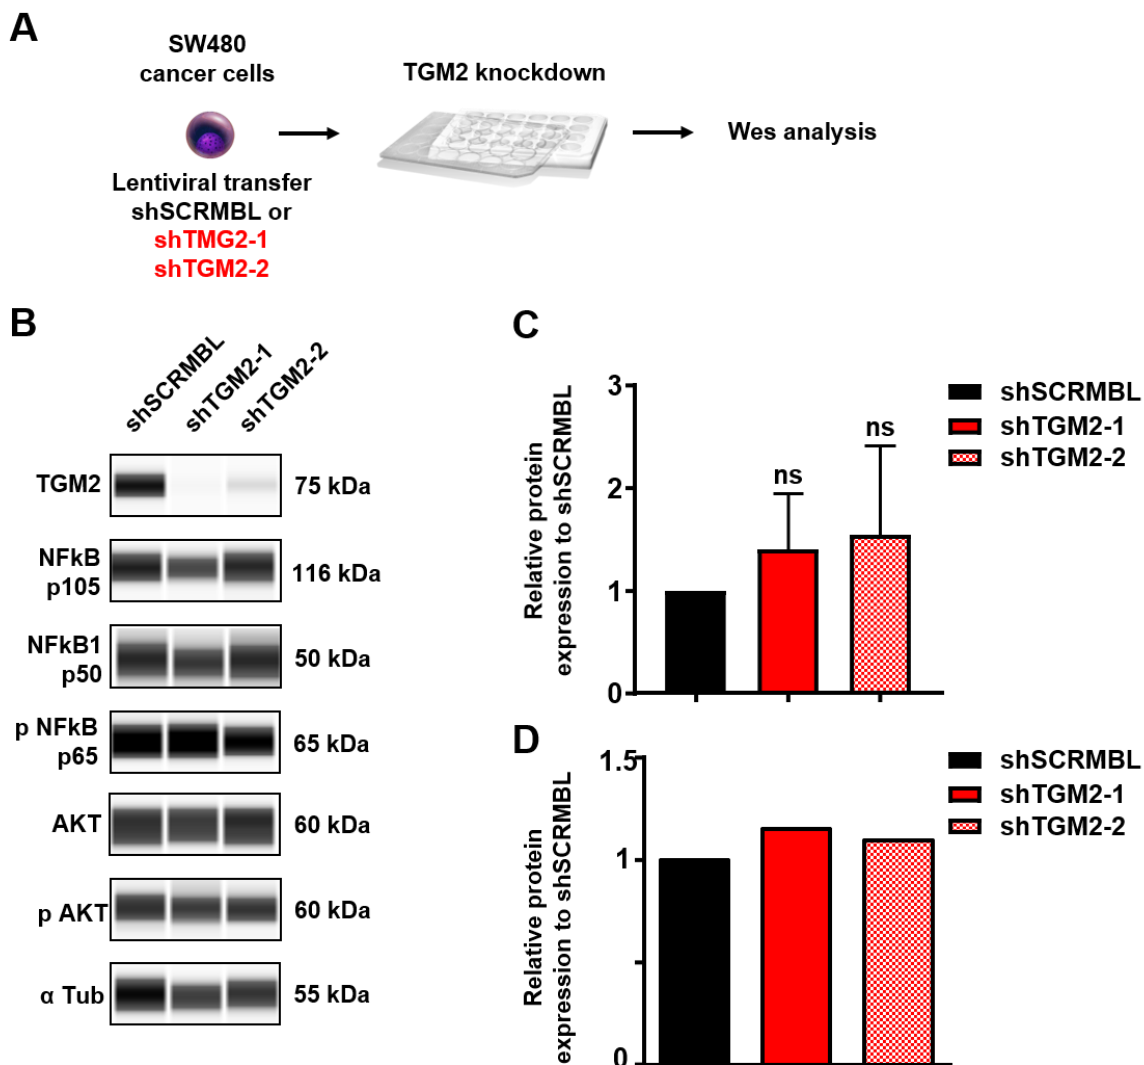 A
SW480
cancer cells
TGM2 knockdown
Wes analysis
Lentiviral transfer
shSCRMBL or
shTMG2-1
shTGM2-2
B
shSCRMBL
shTGM2-1
shTGM2-2
TGM2
75 kDa
NFkB
p105
116 kDa
NFkB1
p50
50 kDa
p NFkB
p65
65 kDa
AKT
60 kDa
p AKT
60 kDa
α Tub
55 kDa
C
Relative protein
expression to shSCRMBL
3
2
1
0
ns
ns
shSCRMBL
shTGM2-1
shTGM2-2
D
Relative protein
expression to shSCRMBL
1.5
1
0
shSCRMBL
shTGM2-1
shTGM2-2